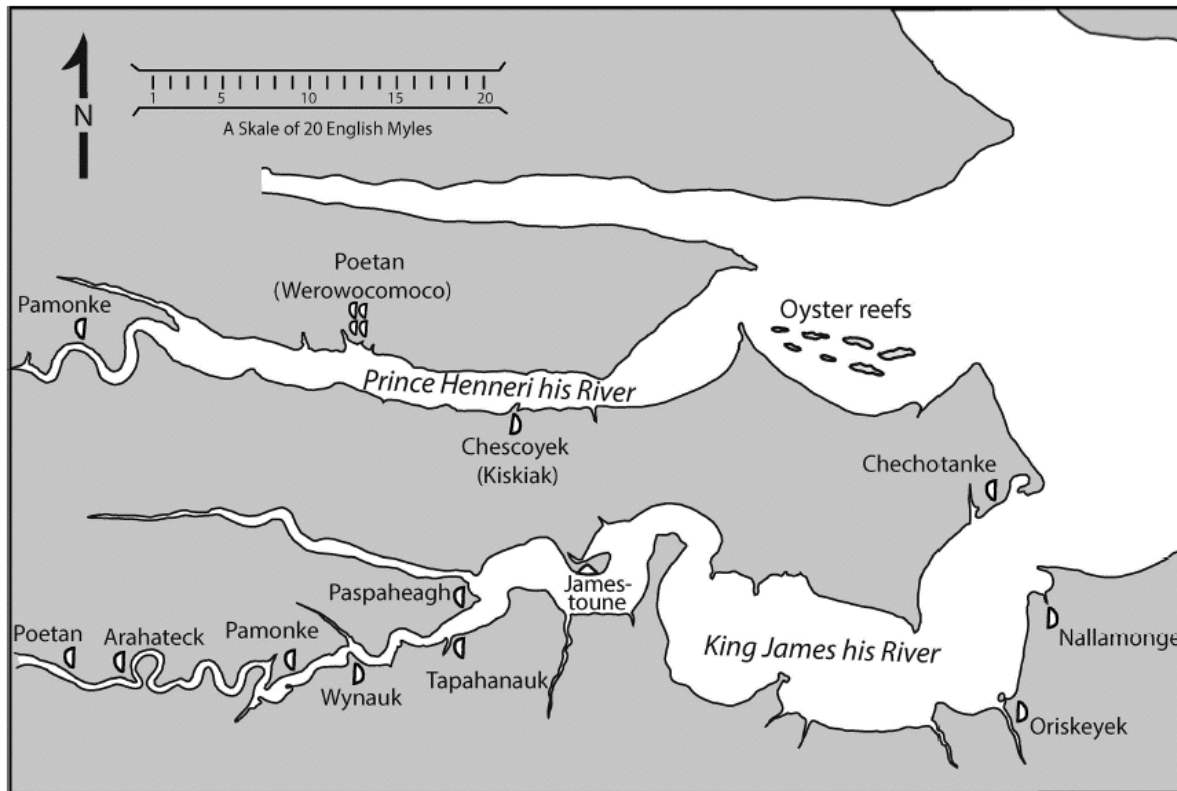 N
1 5 10 15 20
A Skale of 20 English Myles
Poetan
(Werowocomoco)
Pamonke
Oyster reefs
Prince Henneri his River
Chescoyek
(Kiskiak)
Chechotanke
Paspaheagh
James-
toune
Poetan
Arahateck
Pamonke
Wynauk
Tapahanauk
King James his River
Nallamonge
Oriskeyek